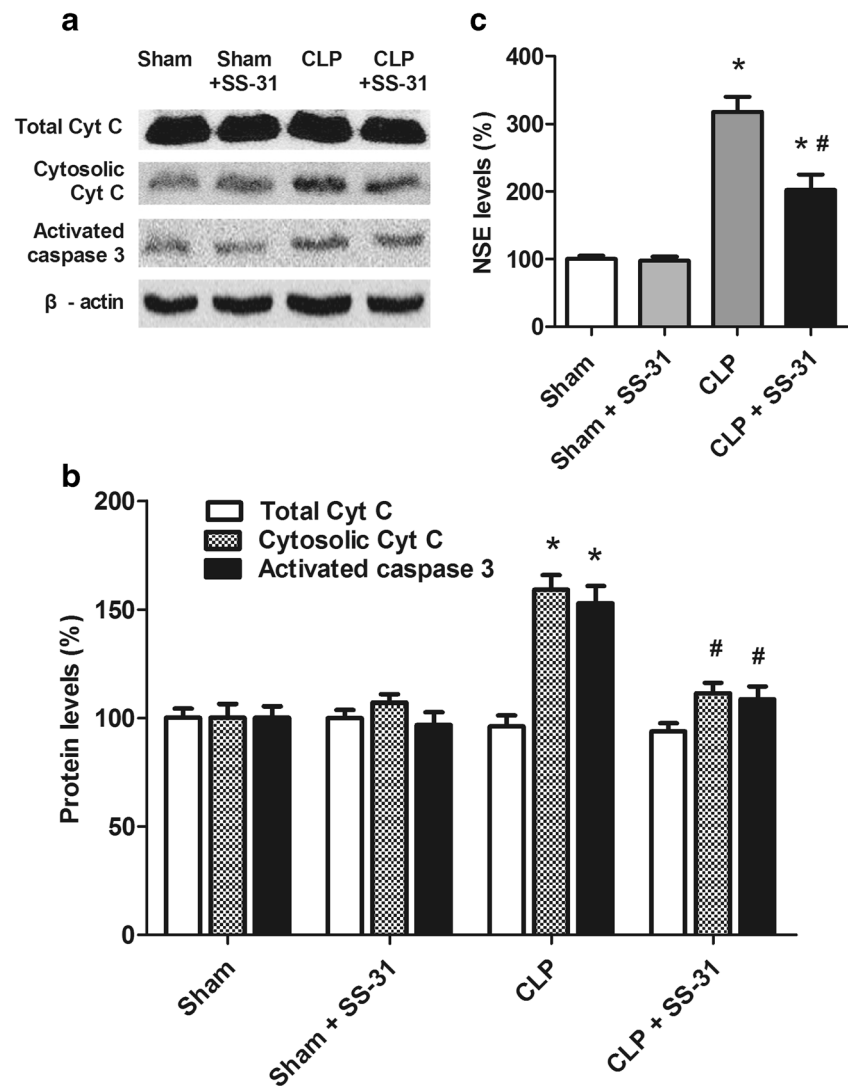 a
Sham Sham CLP CLP
+SS-31 +SS-31
Total Cyt C
Cytosolic
Cyt C
Activated
caspase 3
β - actin
c
NSE levels (%)
400
300
200
100
0
*
* #
Sham
Sham + SS-31
CLP
CLP + SS-31
b
Protein levels (%)
200
150
100
50
0
Total Cyt C
Cytosolic Cyt C
Activated caspase 3
* *
# #
Sham
Sham + SS-31
CLP
CLP + SS-31